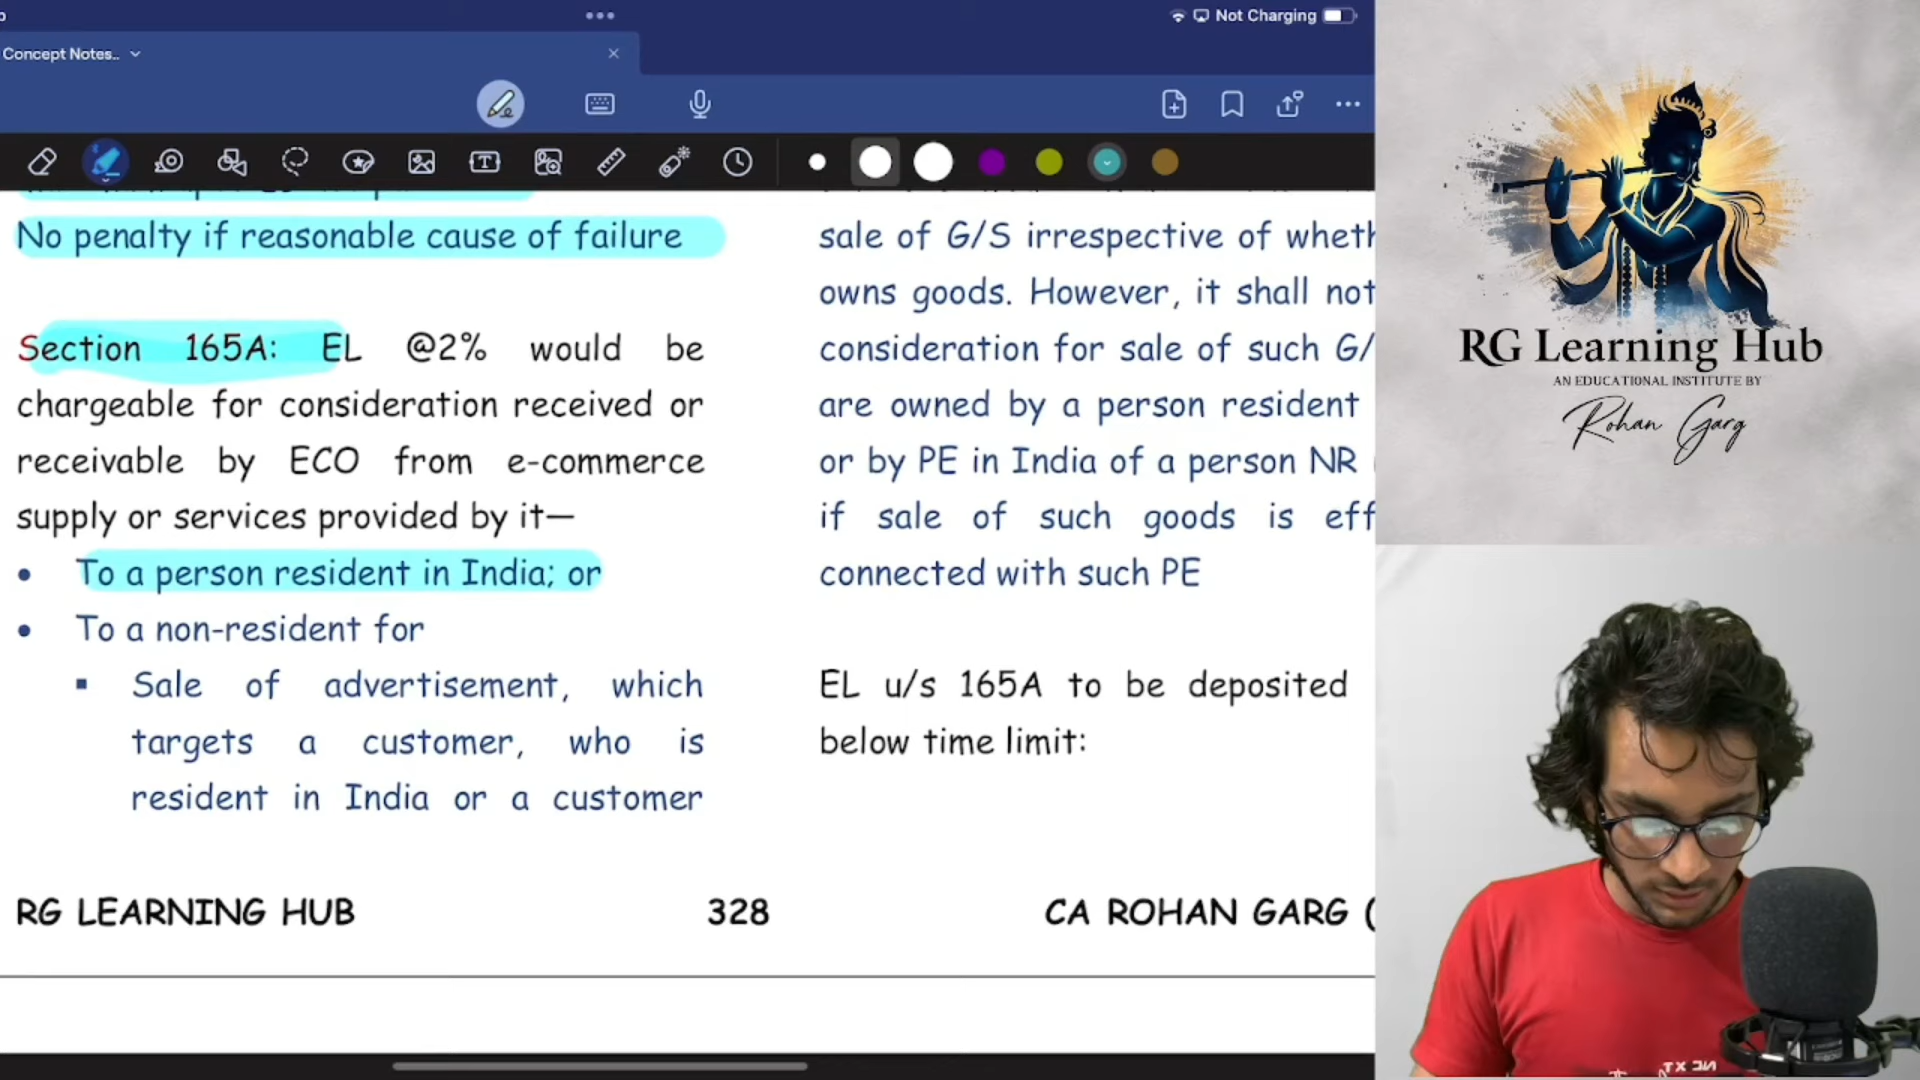 Not Charging
Concept Notes..
No penalty if reasonable cause of failure
Section 165A: EL @2% would be
chargeable for consideration received or
receivable by ECO from e-commerce
supply or services provided by it—
• To a person resident in India; or
• To a non-resident for
▪ Sale of advertisement, which
targets a customer, who is
resident in India or a customer
sale of G/S irrespective of wheth
owns goods. However, it shall not
consideration for sale of such G/
are owned by a person resident
or by PE in India of a person NR
if sale of such goods is eff
connected with such PE
EL u/s 165A to be deposited
below time limit:
RG LEARNING HUB
328
CA ROHAN GARG (
RG Learning Hub
AN EDUCATIONAL INSTITUTE BY
Rohan Garg